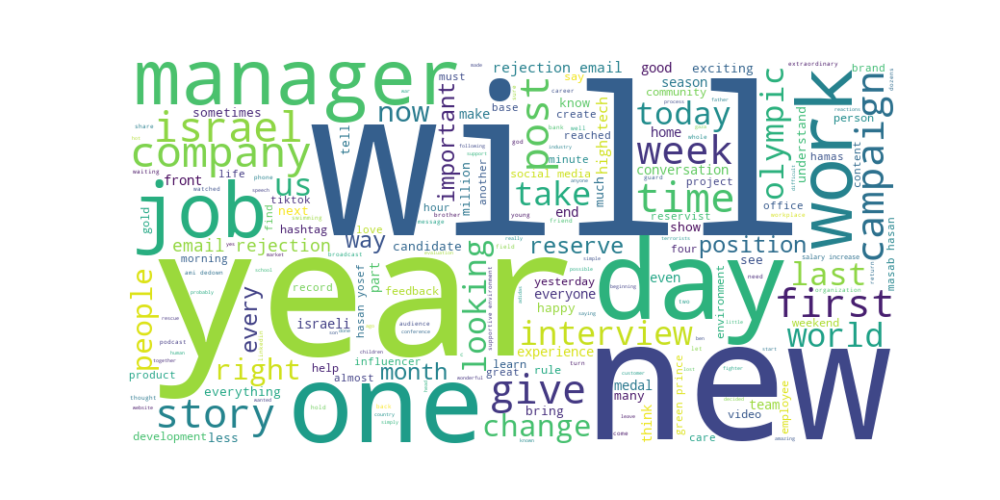 will
year
new
day
one
manager
job
work
israel
company
us
story
right
people
every
now
way
month
looking
give
change
interview
first
last
world
position
reserve
time
take
week
today
post
olympic
campaign
important
rejection email
email rejection
good
exciting
season
community
say
know
create
base
reached
make
must
tell
sometimes
life
front
tiktok
next
hashtag
find
gold
share
waiting
watched
speech
phone
love
hour
million
another
social media
minute
hightech
much
end
home
conversation
project
guard
whole
reservist
show
four
office
understand
hamas
person
brand
content
masab hasan
extraordinary
reactions
workplace
difficult
salary increase
return
need
see
even
environment
organization
weekend
candidate
yesterday
everyone
happy
experience
feedback
part
hasan yosef
record
israeli
morning
ami dedown
broadcast
school
market
probably
podcast
product
human
together
rescue
thought
website
wanted
everything
development
less
help
almost
influencer
audience
conference
children
learn
great
rule
supportive environment
bring
medal
many
think
green prince
team
employee
video
care
hold
country
simply
wonderful
turn
customer
leave
come
known
amazing
fighter
start
little
two
beginning
saying
possible
simple
terrorists
field
really
friend
young
brother
message
support
following
industry
bank
well
god
career
process
father
swimming